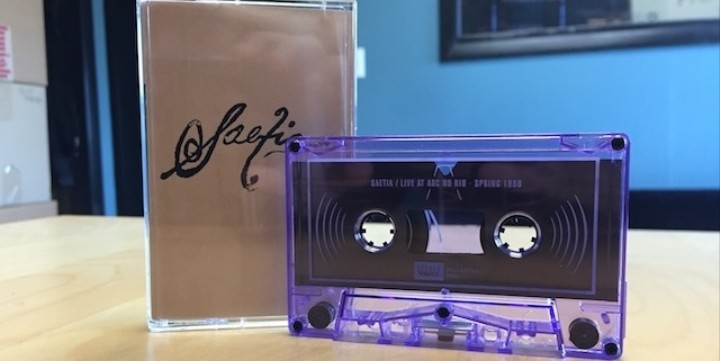 Saetia
SAETIA / LIVE AT ABC NO RIO - SPRING 1998